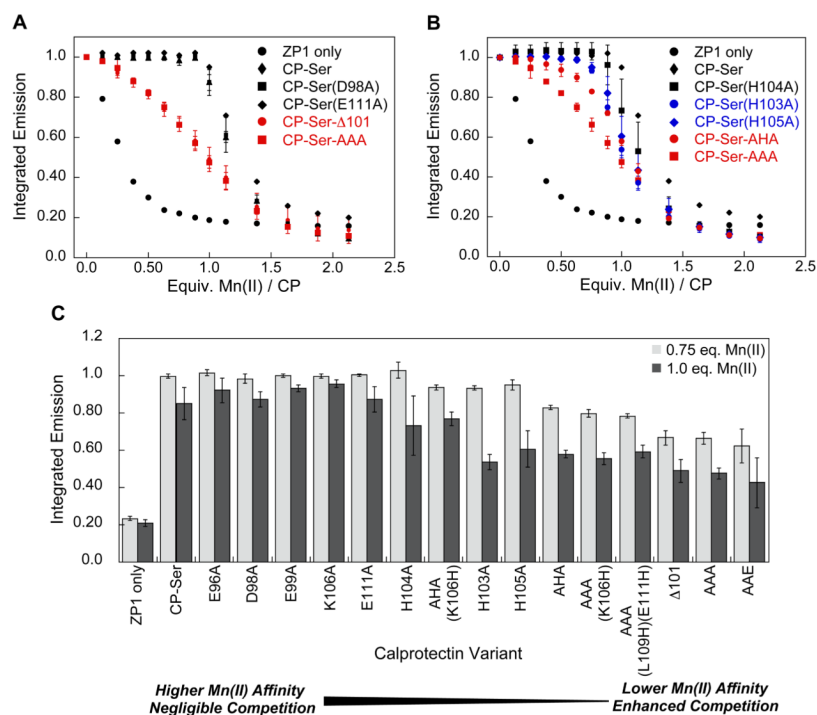 A
ZP1 only
CP-Ser
CP-Ser(D98A)
CP-Ser(E111A)
CP-Ser-Δ101
CP-Ser-AAA
Integrated Emission
1.0
0.80
0.60
0.40
0.20
0.0
0.0
0.50
1.0
1.5
2.0
2.5
Equiv. Mn(II) / CP
B
ZP1 only
CP-Ser
CP-Ser(H104A)
CP-Ser(H103A)
CP-Ser(H105A)
CP-Ser-AHA
CP-Ser-AAA
Integrated Emission
1.0
0.80
0.60
0.40
0.20
0.0
0.0
0.50
1.0
1.5
2.0
2.5
Equiv. Mn(II) / CP
C
0.75 eq. Mn(II)
1.0 eq. Mn(II)
Integrated Emission
1.2
1.0
0.80
0.60
0.40
0.20
0.0
ZP1 only
CP-Ser
E96A
D98A
E99A
K106A
E111A
H104A
AHA
(K106H)
H103A
H105A
AHA
AAA
(K106H)
AAA
(L109H)(E111H)
Δ101
AAA
AAE
Calprotectin Variant
Higher Mn(II) Affinity
Negligible Competition
Lower Mn(II) Affinity
Enhanced Competition